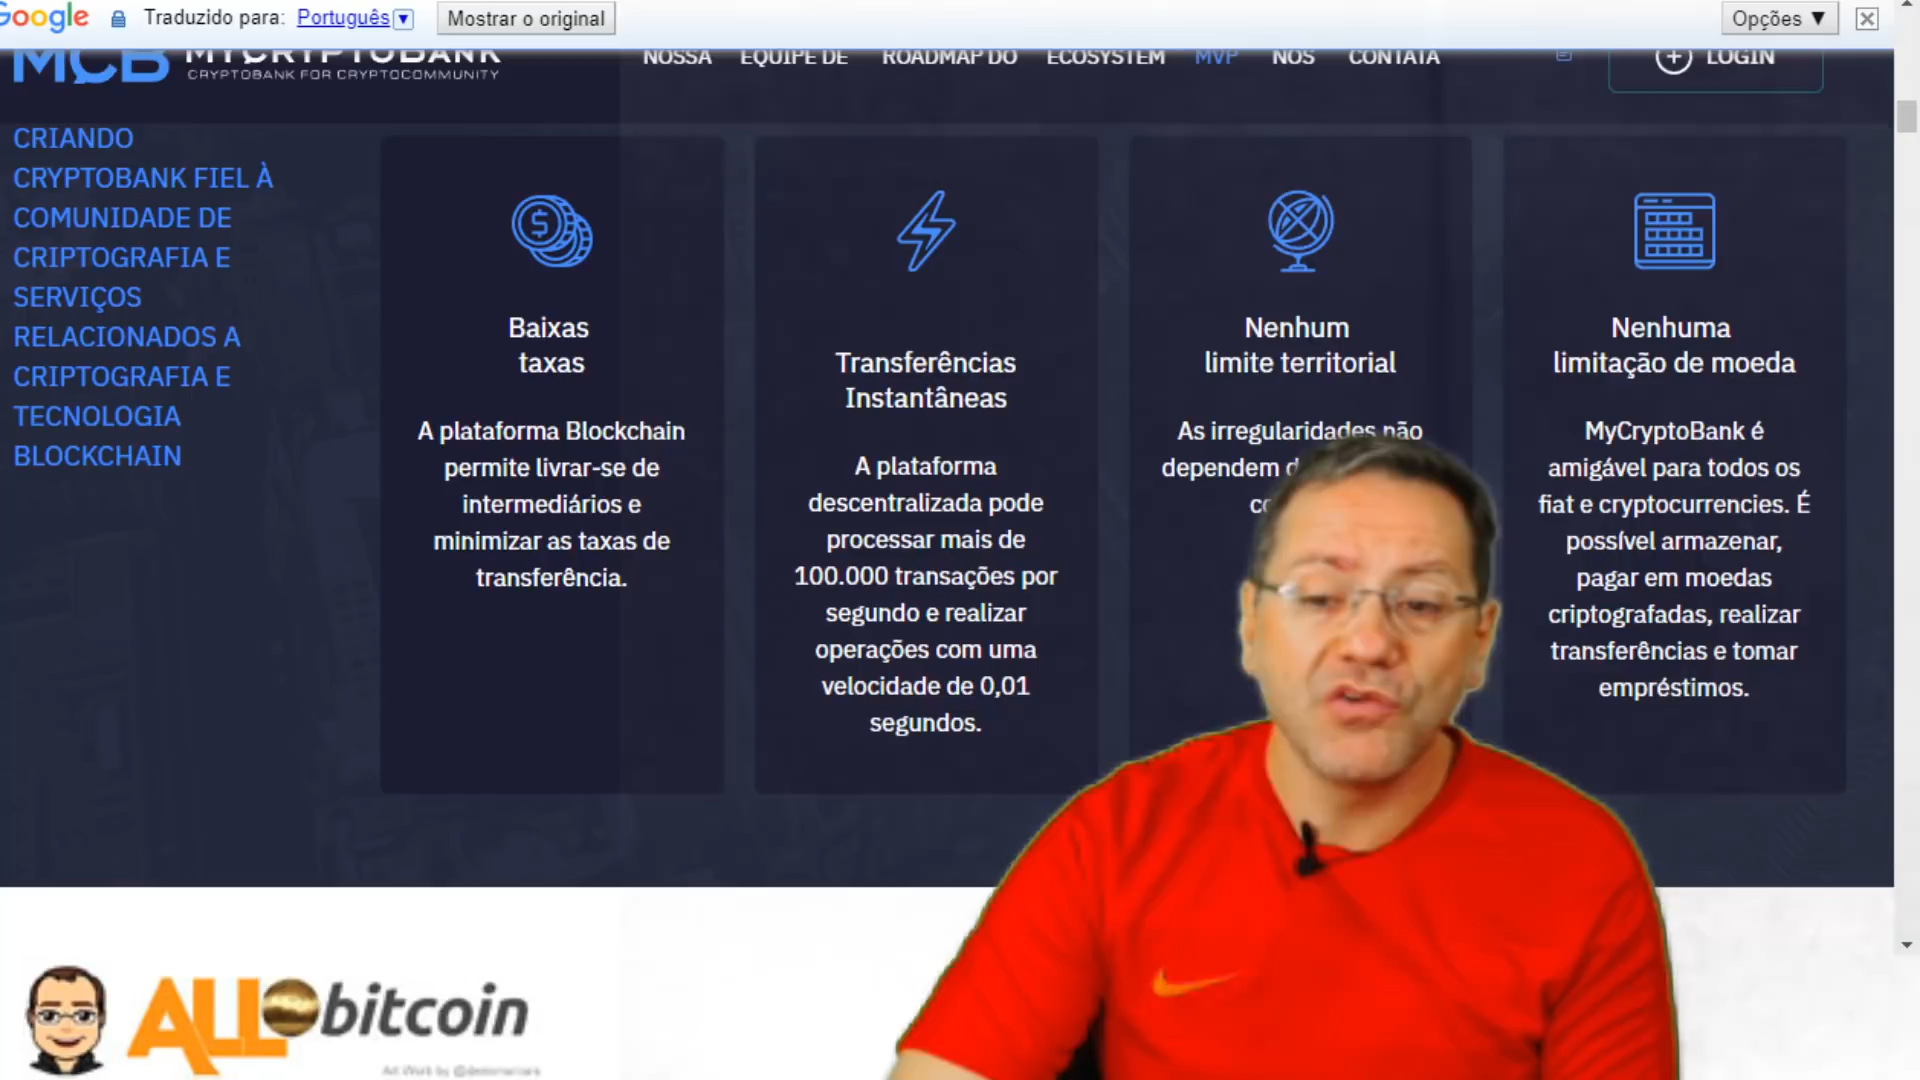 Google Traduzido para: Português Mostrar o original Opções ▼
MCB MYCRYPTOBANK
CRYPTOBANK FOR CRYPTOCOMMUNITY
NOSSA EQUIPE DE ROADMAP DO ECOSYSTEM MVP NÓS CONTATA LOGIN
CRIANDO
CRYPTOBANK FIEL À
COMUNIDADE DE
CRIPTOGRAFIA E
SERVIÇOS
RELACIONADOS A
CRIPTOGRAFIA E
TECNOLOGIA
BLOCKCHAIN
Baixas
taxas
A plataforma Blockchain
permite livrar-se de
intermediários e
minimizar as taxas de
transferência.
Transferências
Instantâneas
A plataforma
descentralizada pode
processar mais de
100.000 transações por
segundo e realizar
operações com uma
velocidade de 0,01
segundos.
Nenhum
limite territorial
As irregularidades não
dependem
Nenhuma
limitação de moeda
MyCryptoBank é
amigável para todos os
fiat e cryptocurrencies. É
possível armazenar,
pagar em moedas
criptografadas, realizar
transferências e tomar
empréstimos.
ALLObitcoin
Art Work by